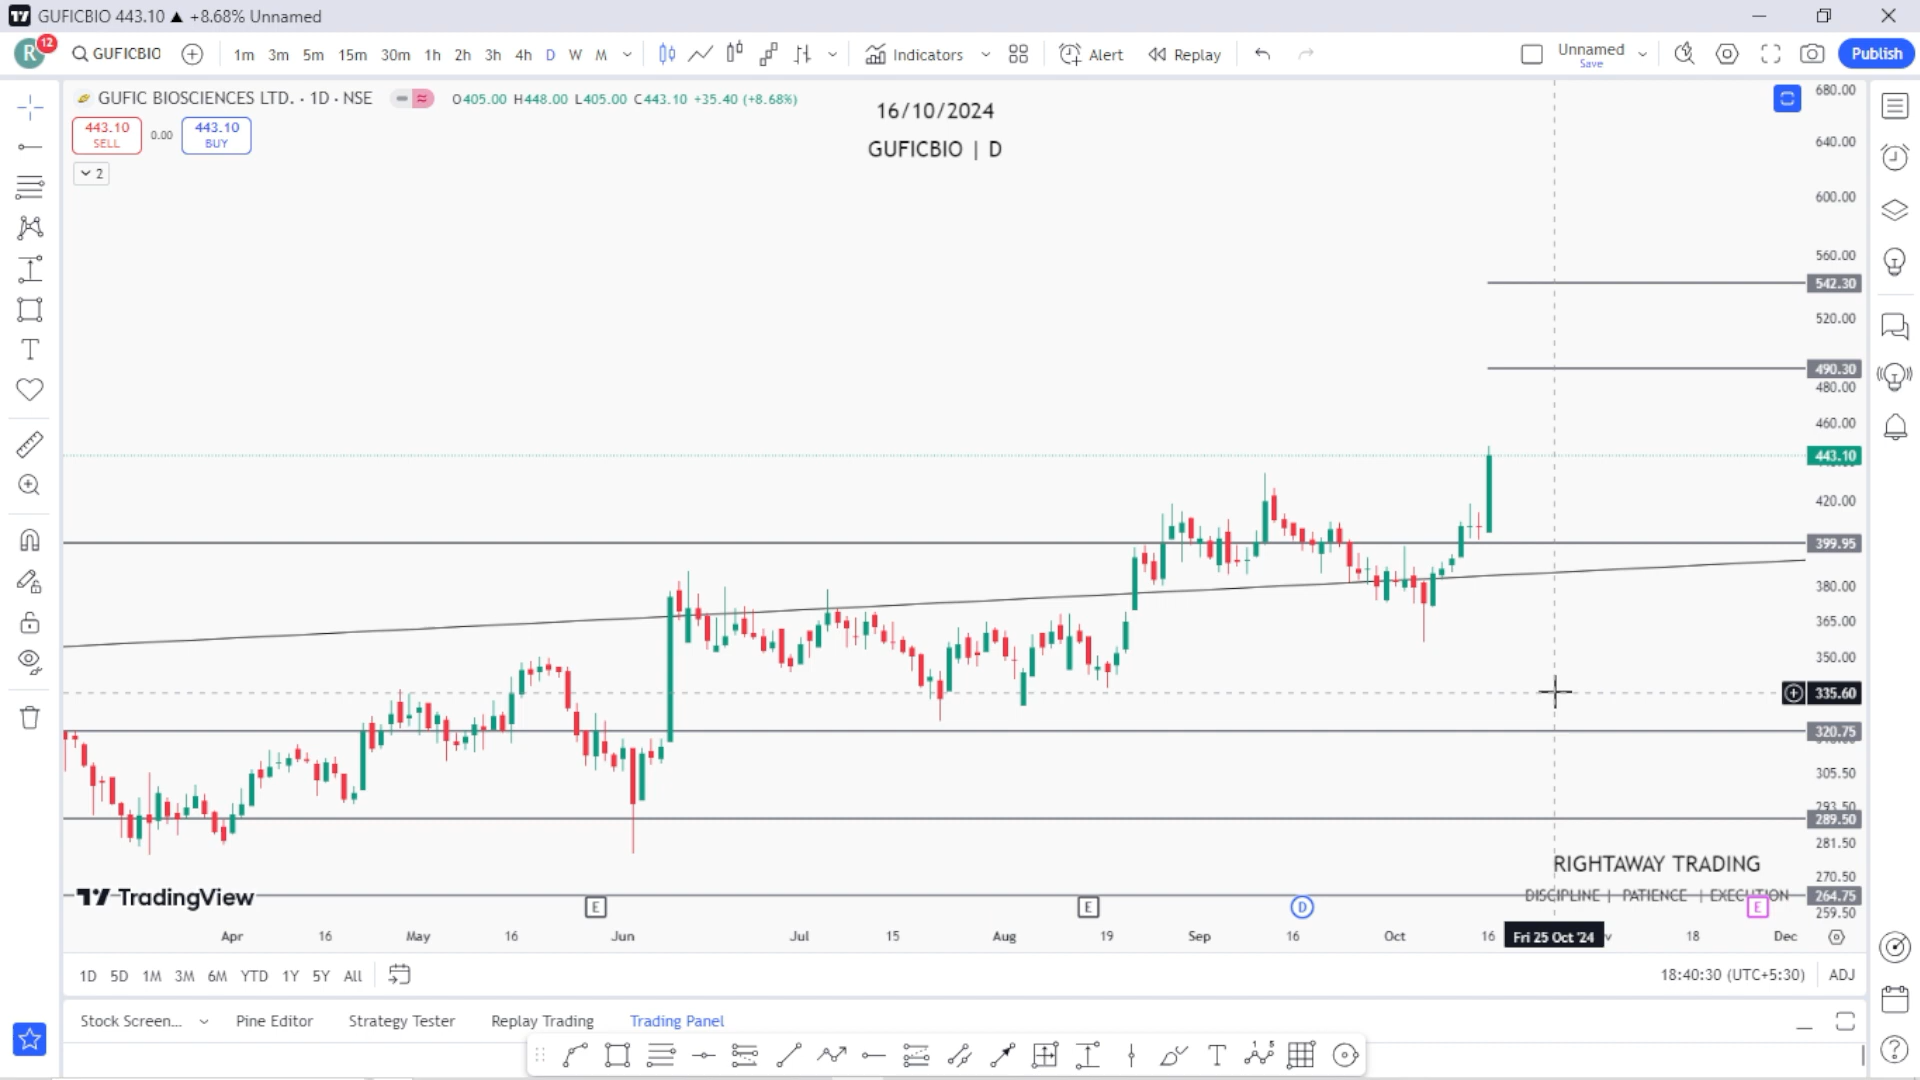 GUFICBIO 443.10 ▲ +8.68% Unnamed
R 12 GUFICBIO 1m 3m 5m 15m 30m 1h 2h 3h 4h D W M Indicators Alert Replay Unnamed Save Publish
GUFIC BIOSCIENCES LTD. · 1D · NSE O405.00 H448.00 L405.00 C443.10 +35.40 (+8.68%)
443.10 SELL 0.00 443.10 BUY
2
16/10/2024
GUFICBIO | D
680.00
640.00
600.00
560.00
542.30
520.00
490.30
480.00
460.00
443.10
420.00
399.95
380.00
365.00
350.00
335.60
320.75
305.50
293.50
289.50
281.50
270.50
264.75
259.50
RIGHTAWAY TRADING
DISCIPLINE | PATIENCE | EXECUTION
TradingView
E E D E
Apr 16 May 16 Jun Jul 15 Aug 19 Sep 16 Oct 16 Fri 25 Oct '24 18 Dec
1D 5D 1M 3M 6M YTD 1Y 5Y All 18:40:30 (UTC+5:30) ADJ
Stock Screen... Pine Editor Strategy Tester Replay Trading Trading Panel